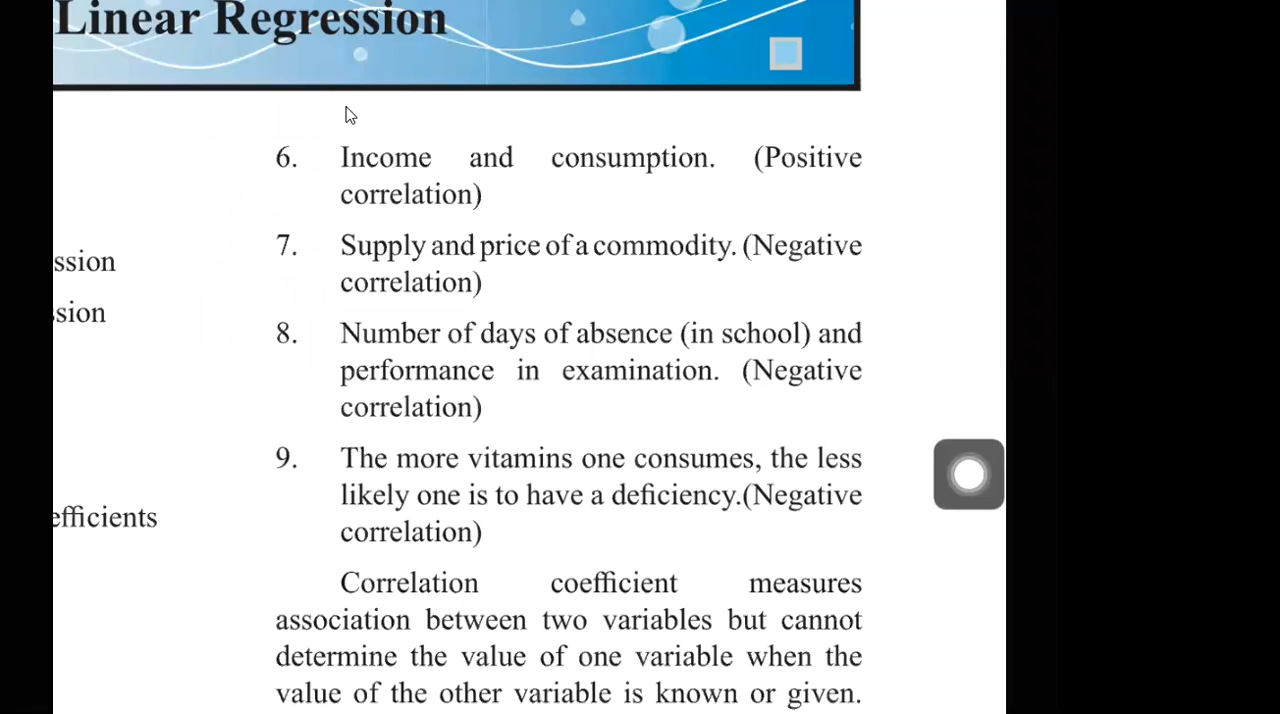 Linear Regression
ssion
sion
efficients
6. Income and consumption. (Positive
correlation)
7. Supply and price of a commodity. (Negative
correlation)
8. Number of days of absence (in school) and
performance in examination. (Negative
correlation)
9. The more vitamins one consumes, the less
likely one is to have a deficiency.(Negative
correlation)
Correlation coefficient measures
association between two variables but cannot
determine the value of one variable when the
value of the other variable is known or given.